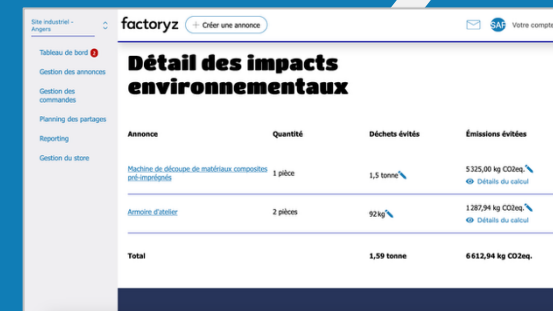 Site industriel -
Angers
factoryz
+ Créer une annonce
SAF
Votre compte
Tableau de bord 2
Gestion des annonces
Gestion des
commandes
Planning des partages
Reporting
Gestion du store
Détail des impacts
environnementaux
Annonce Quantité Déchets évités Émissions évitées
Machine de découpe de matériaux composites
pré-imprégnés
1 pièce
1,5 tonne
5 325,00 kg CO2eq.
Détails du calcul
Armoire d'atelier
2 pièces
92kg
1 287,94 kg CO2eq.
Détails du calcul
Total 1,59 tonne 6 612,94 kg CO2eq.